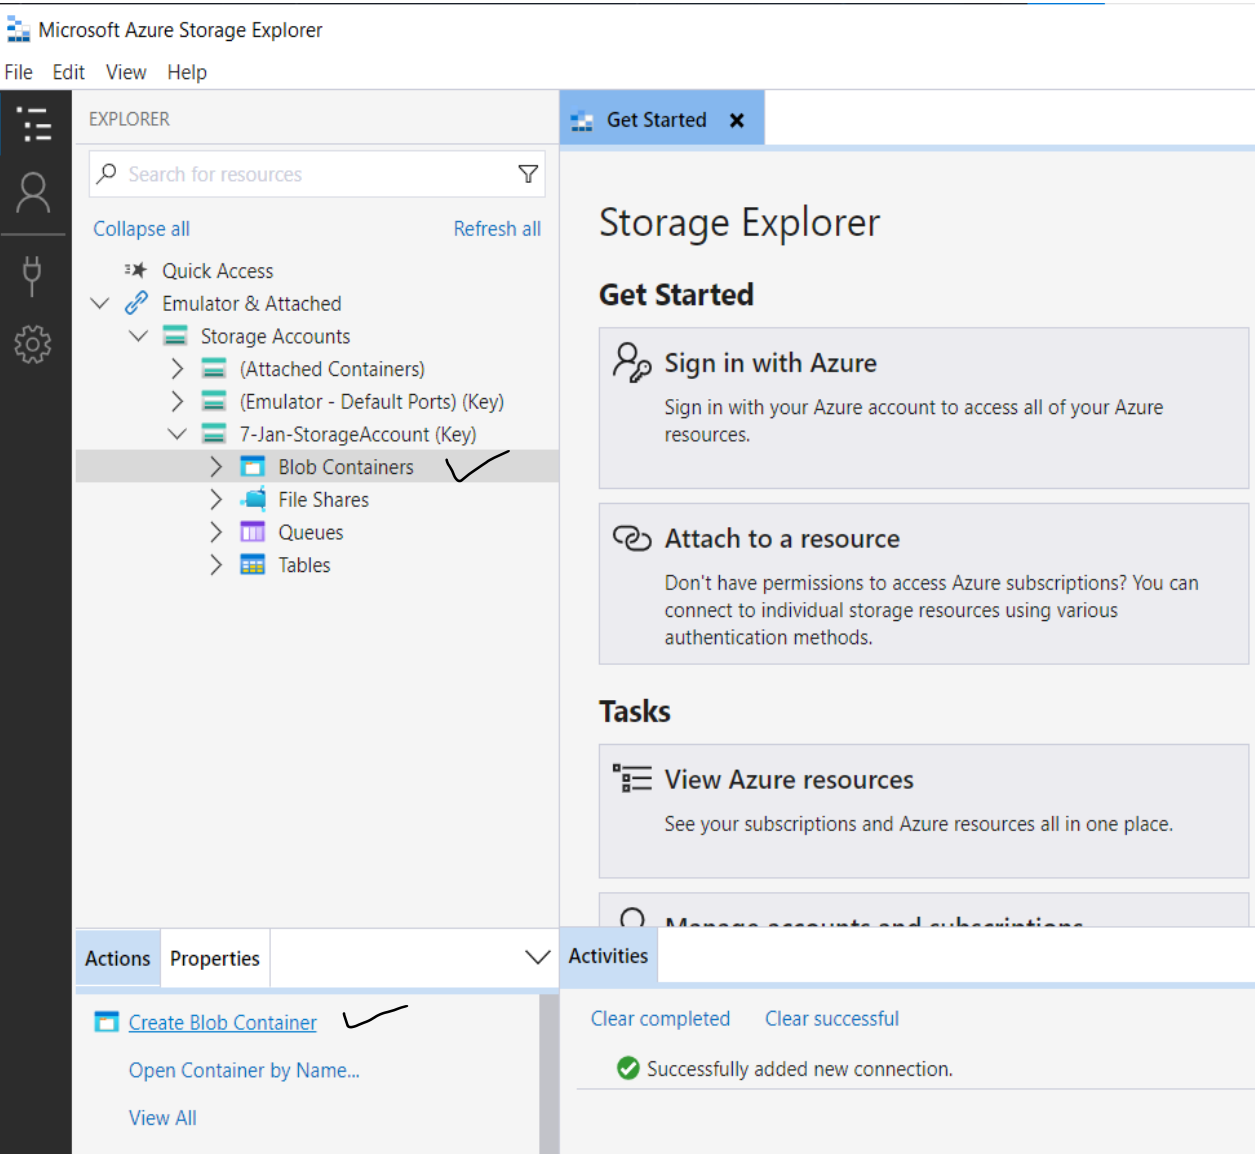 Microsoft Azure Storage Explorer
File Edit View Help
EXPLORER
Search for resources
Collapse all Refresh all
Quick Access
Emulator & Attached
Storage Accounts
(Attached Containers)
(Emulator - Default Ports) (Key)
7-Jan-StorageAccount (Key)
Blob Containers
File Shares
Queues
Tables
Actions Properties
Create Blob Container
Open Container by Name...
View All
Get Started
Storage Explorer
Get Started
Sign in with Azure
Sign in with your Azure account to access all of your Azure
resources.
Attach to a resource
Don't have permissions to access Azure subscriptions? You can
connect to individual storage resources using various
authentication methods.
Tasks
View Azure resources
See your subscriptions and Azure resources all in one place.
Manage accounts and subscriptions
Activities
Clear completed Clear successful
Successfully added new connection.